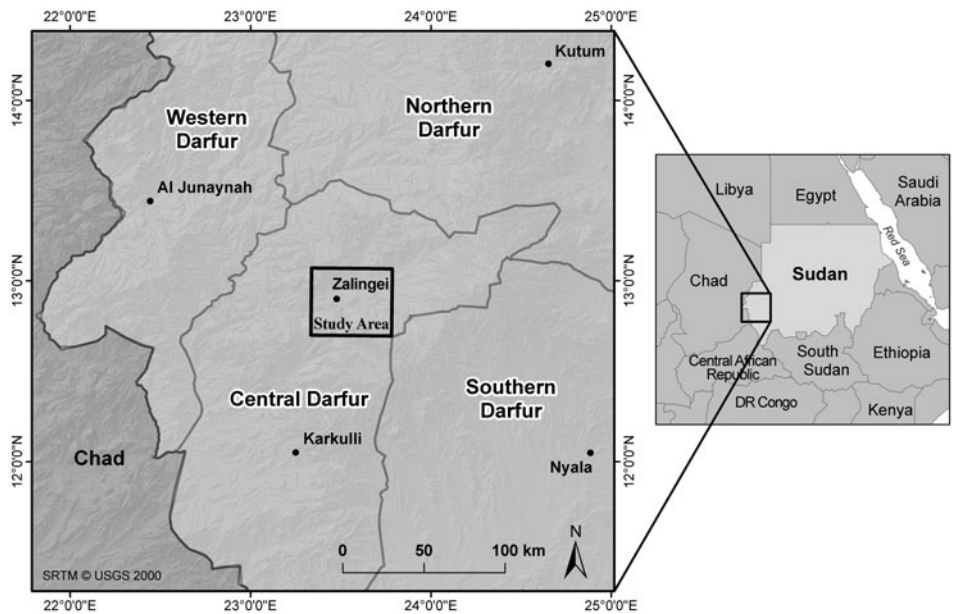 22°0'0"E
23°0'0"E
24°0'0"E
25°0'0"E
14°0'0"N
13°0'0"N
12°0'0"N
Kutum
Western
Darfur
Northern
Darfur
Al Junaynah
Zalingei
Study Area
Central Darfur
Southern
Darfur
Karkulli
Chad
Nyala
N
0 50 100 km
SRTM © USGS 2000
22°0'0"E
23°0'0"E
24°0'0"E
25°0'0"E
14°0'0"N
13°0'0"N
12°0'0"N
Libya
Egypt
Saudi
Arabia
Red Sea
Chad
Sudan
Central African
Republic
South
Sudan
Ethiopia
DR Congo
Kenya